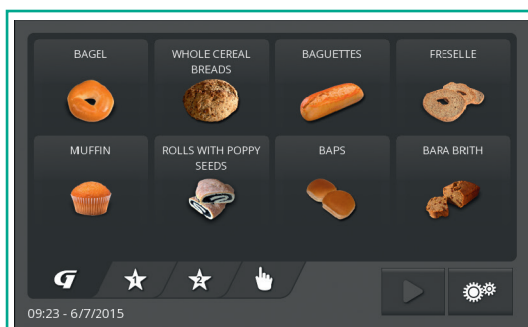 BAGEL
WHOLE CEREAL
BREADS
BAGUETTES
FRESELLE
MUFFIN
ROLLS WITH POPPY
SEEDS
BAPS
BARA BRITH
G
1
2
09:23 - 6/7/2015